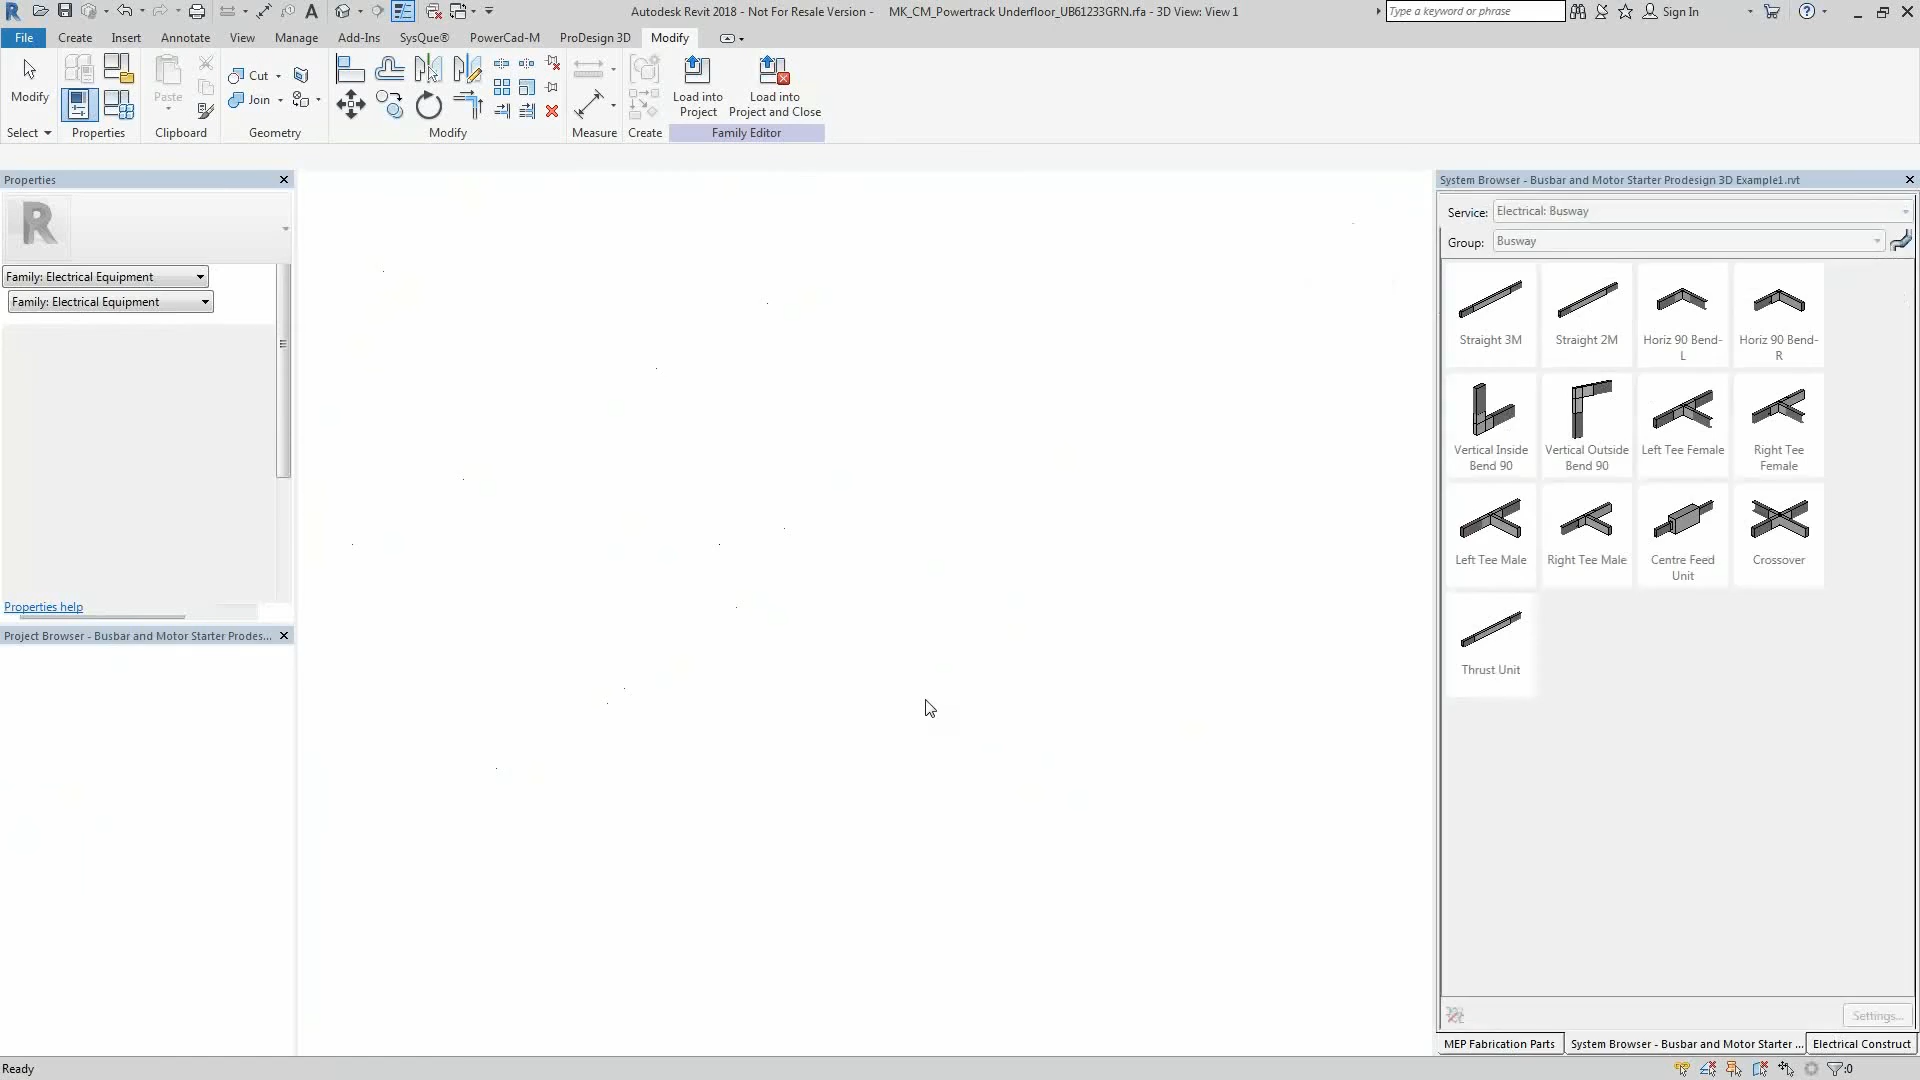 Autodesk Revit 2018 - Not For Resale Version - MK_CM_Powertrack Underfloor_UB61233GRN.rfa - 3D View: View 1
Type a keyword or phrase
Sign In
File Create Insert Annotate View Manage Add-Ins SysQue® PowerCad-M ProDesign 3D Modify
Modify
Paste
Cut
Join
Load into Project
Load into Project and Close
Select Properties Clipboard Geometry Modify Measure Create Family Editor
Properties
Family: Electrical Equipment
Family: Electrical Equipment
Properties help
Project Browser - Busbar and Motor Starter Prodes...
System Browser - Busbar and Motor Starter Prodesign 3D Example1.rvt
Service: Electrical: Busway
Group: Busway
Straight 3M
Straight 2M
Horiz 90 Bend-L
Horiz 90 Bend-R
Vertical Inside Bend 90
Vertical Outside Bend 90
Left Tee Female
Right Tee Female
Left Tee Male
Right Tee Male
Centre Feed Unit
Crossover
Thrust Unit
Settings...
MEP Fabrication Parts System Browser - Busbar and Motor Starter ... Electrical Construct
Ready
:0